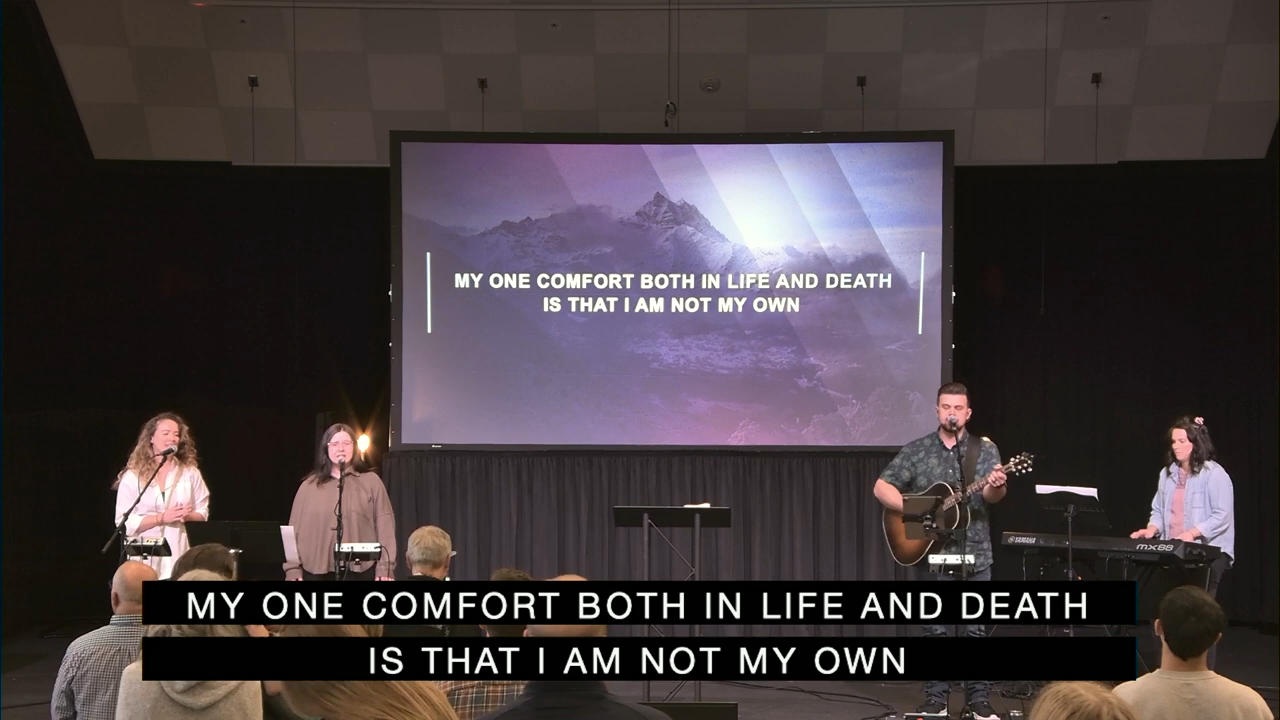 MY ONE COMFORT BOTH IN LIFE AND DEATH
IS THAT I AM NOT MY OWN
YAMAHA
MX88
MY ONE COMFORT BOTH IN LIFE AND DEATH
IS THAT I AM NOT MY OWN